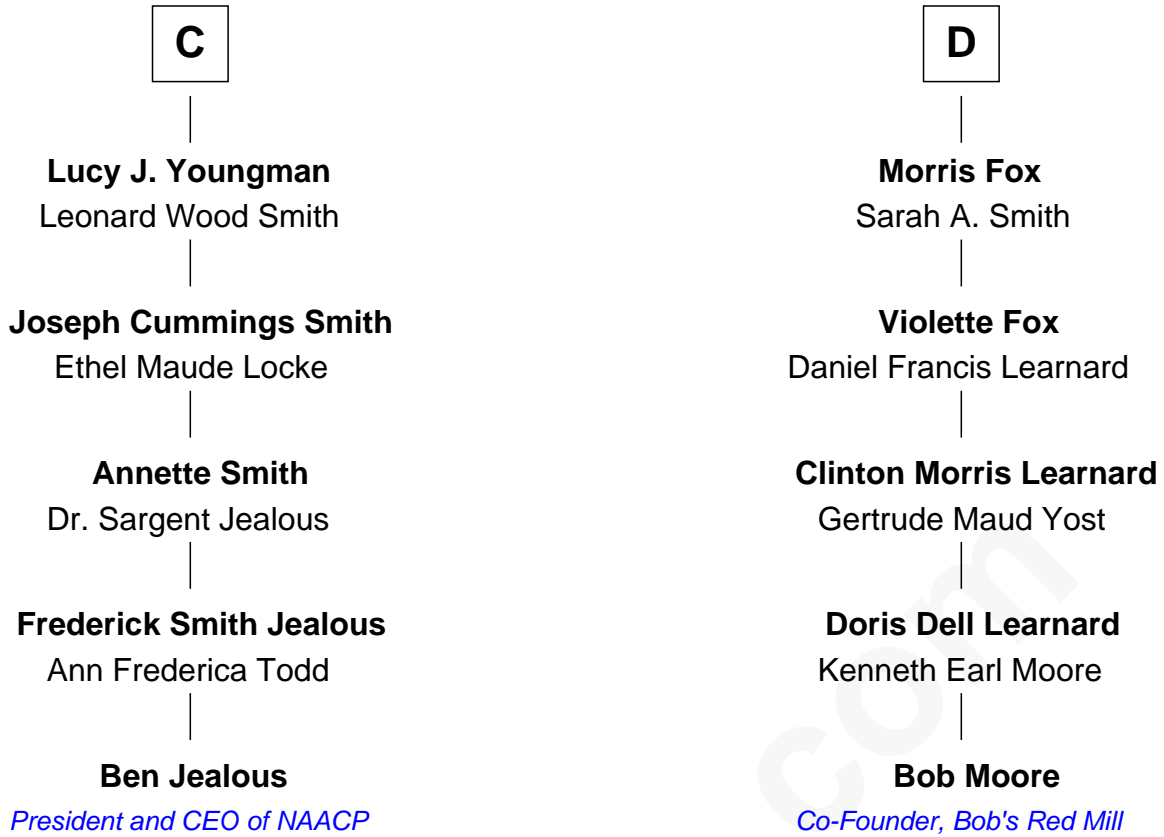 C
Lucy J. Youngman
Leonard Wood Smith
Joseph Cummings Smith
Ethel Maude Locke
Annette Smith
Dr. Sargent Jealous
Frederick Smith Jealous
Ann Frederica Todd
Ben Jealous
President and CEO of NAACP
D
Morris Fox
Sarah A. Smith
Violette Fox
Daniel Francis Learnard
Clinton Morris Learnard
Gertrude Maud Yost
Doris Dell Learnard
Kenneth Earl Moore
Bob Moore
Co-Founder, Bob's Red Mill
com